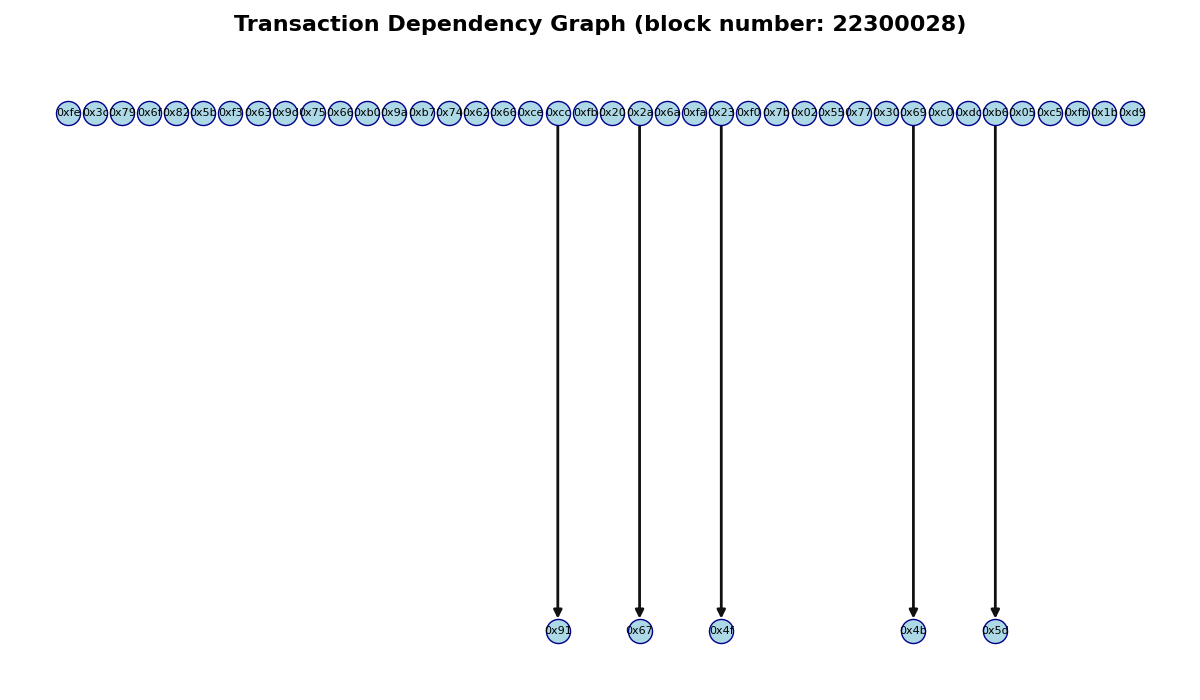 Transaction Dependency Graph (block number: 22300028)
0xfe 0x3c 0x79 0x6f 0x82 0x5b 0xf3 0x63 0x9d 0x75 0x66 0xb0 0x9a 0xb7 0x74 0x62 0x66 0xce 0xcc 0xfb 0x20 0x2a 0x6a 0xfa 0x23 0xf0 0x7b 0x02 0x55 0x77 0x30 0x69 0xc0 0xdc 0xb6 0x05 0xc5 0xfb 0x1b 0xd9
0x91 0x67 0x4f 0x4b 0x5d